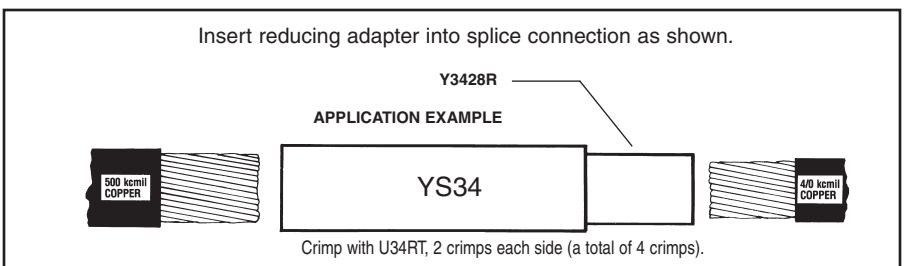 Insert reducing adapter into splice connection as shown.
Y3428R
APPLICATION EXAMPLE
500 kcmil
COPPER
YS34
4/0 kcmil
COPPER
Crimp with U34RT, 2 crimps each side (a total of 4 crimps).